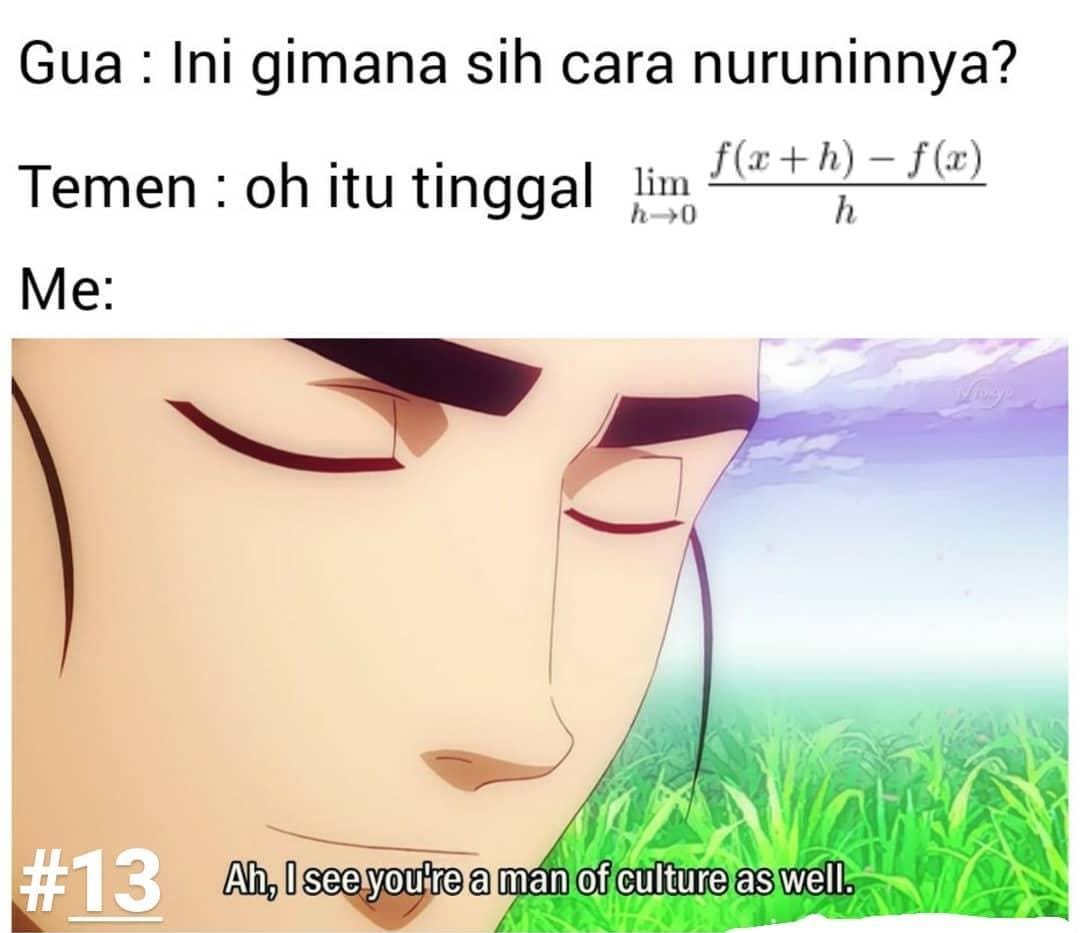 Gua : Ini gimana sih cara nuruninnya?
Temen : oh itu tinggal lim h→0 f(x + h) − f(x) / h
Me:
#13
Ah, I see you're a man of culture as well.